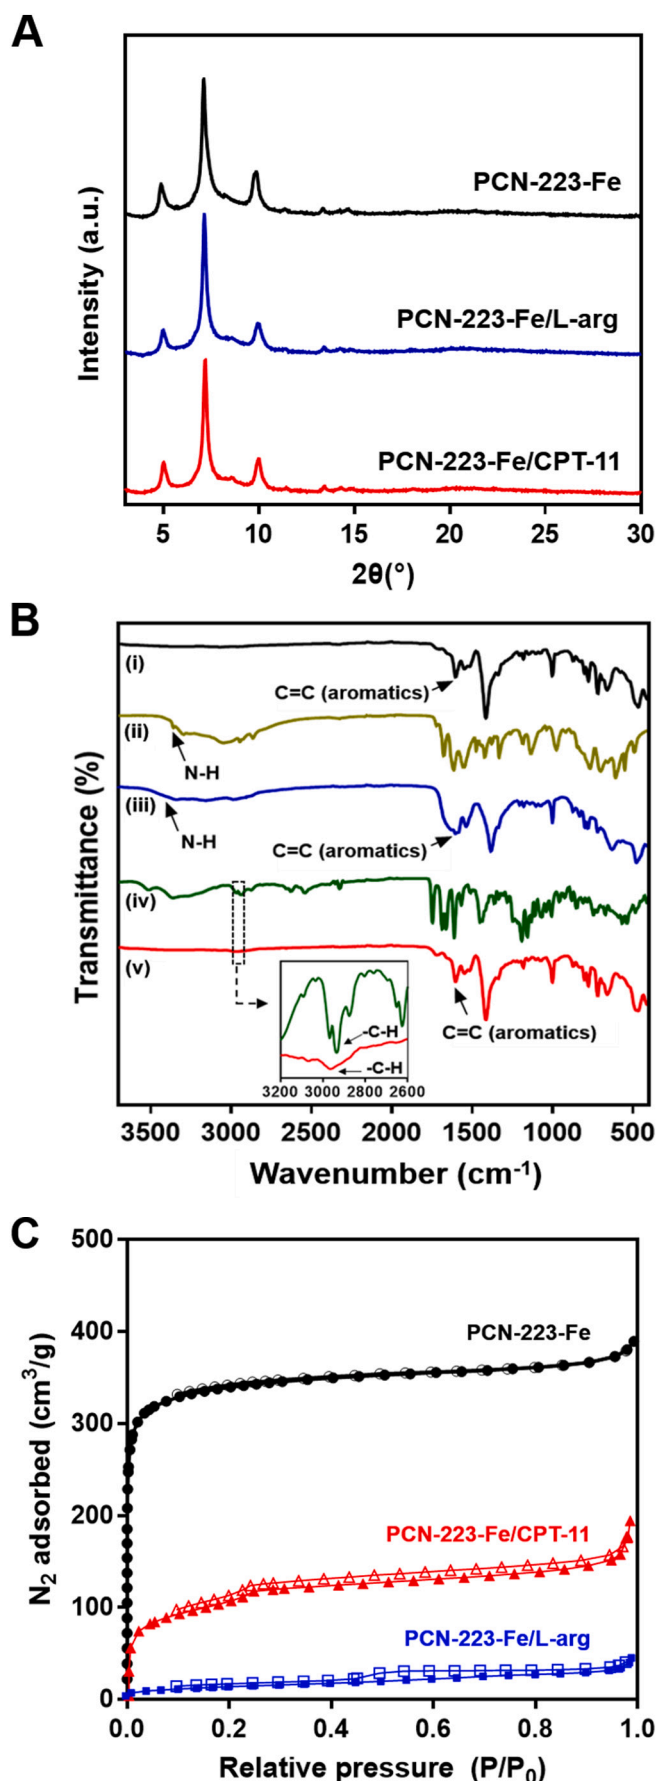 A
PCN-223-Fe
PCN-223-Fe/L-arg
PCN-223-Fe/CPT-11
Intensity (a.u.)
5 10 15 20 25 30
2θ(°)
B
(i)
C=C (aromatics)
(ii)
N-H
(iii)
N-H
C=C (aromatics)
(iv)
(v)
-C-H
-C-H
3200 3000 2800 2600
C=C (aromatics)
Transmittance (%)
3500 3000 2500 2000 1500 1000 500
Wavenumber (cm⁻¹)
C
500
400
300
200
100
0
PCN-223-Fe
PCN-223-Fe/CPT-11
PCN-223-Fe/L-arg
N₂ adsorbed (cm³/g)
0.0 0.2 0.4 0.6 0.8 1.0
Relative pressure (P/P₀)